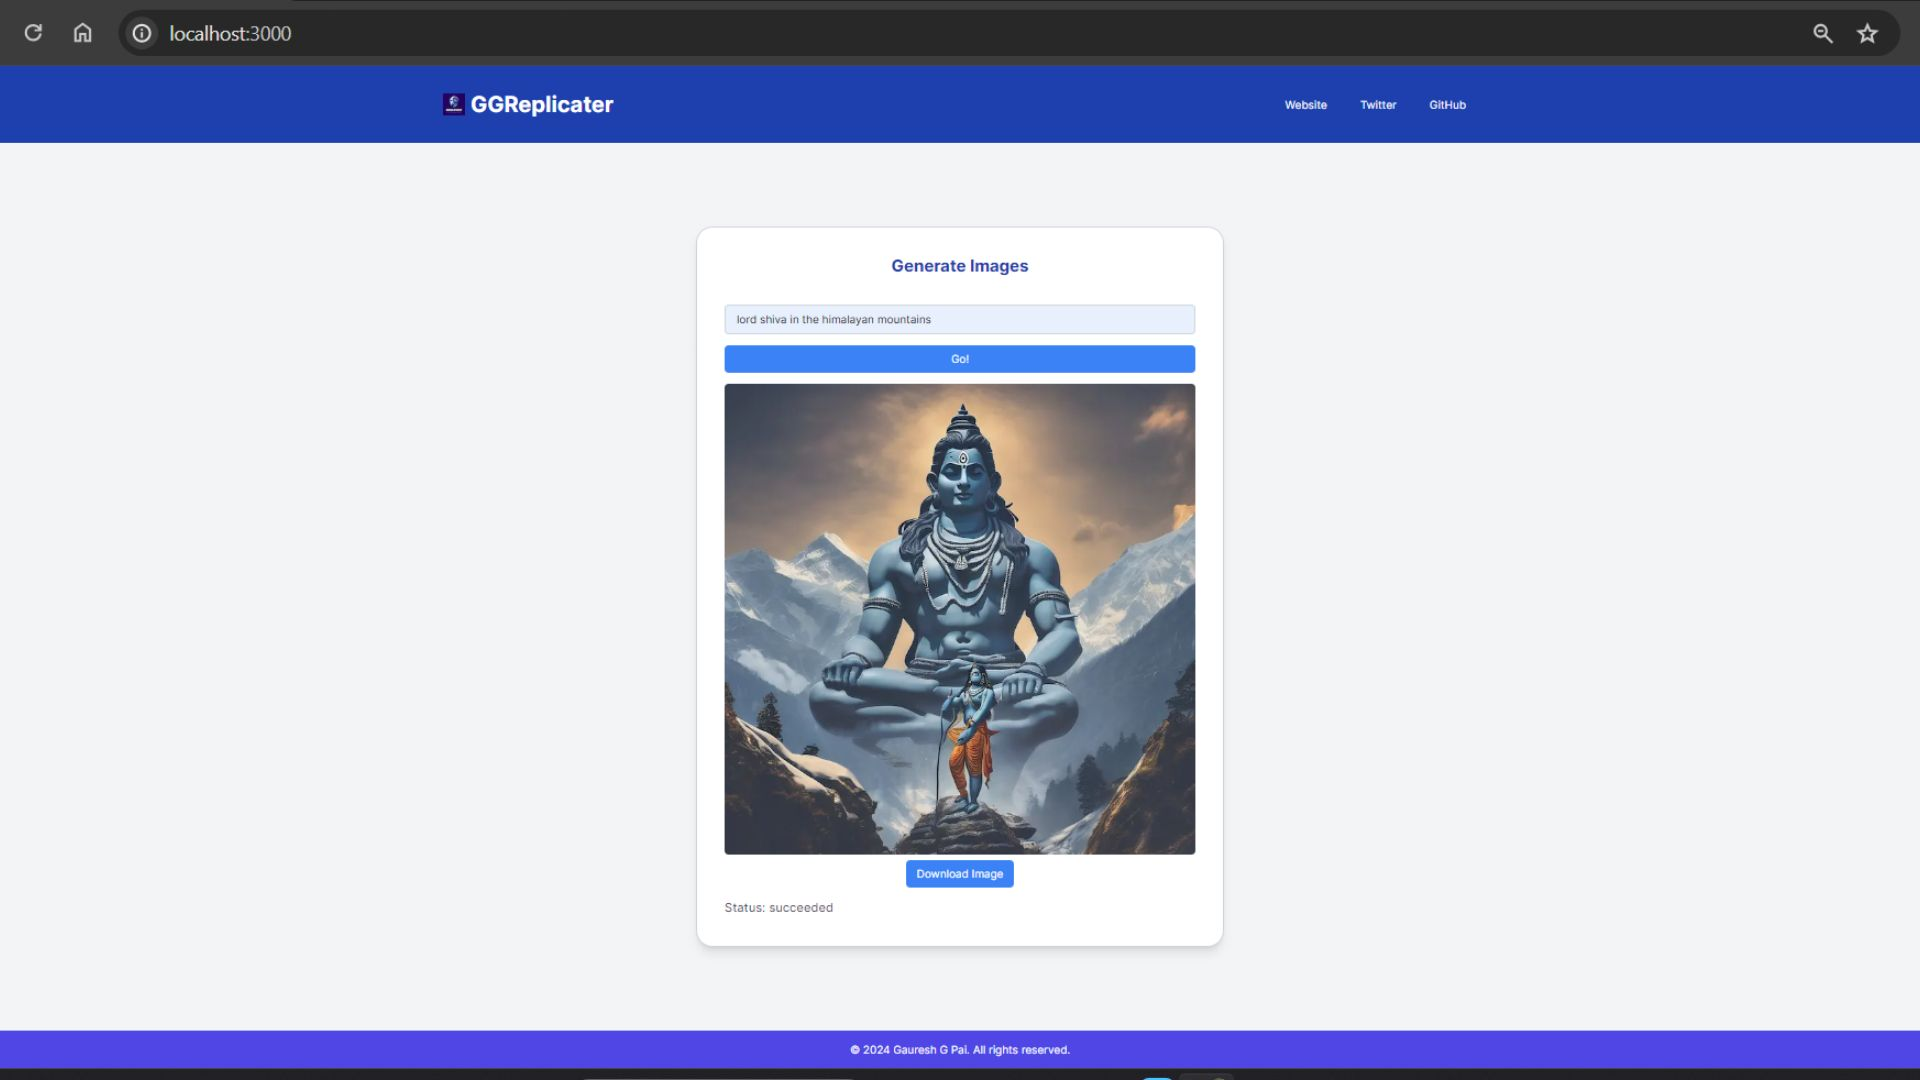 localhost:3000
GGReplicater
Website Twitter GitHub
Generate Images
lord shiva in the himalayan mountains
Go!
Download Image
Status: succeeded
© 2024 Gauresh G Pai. All rights reserved.